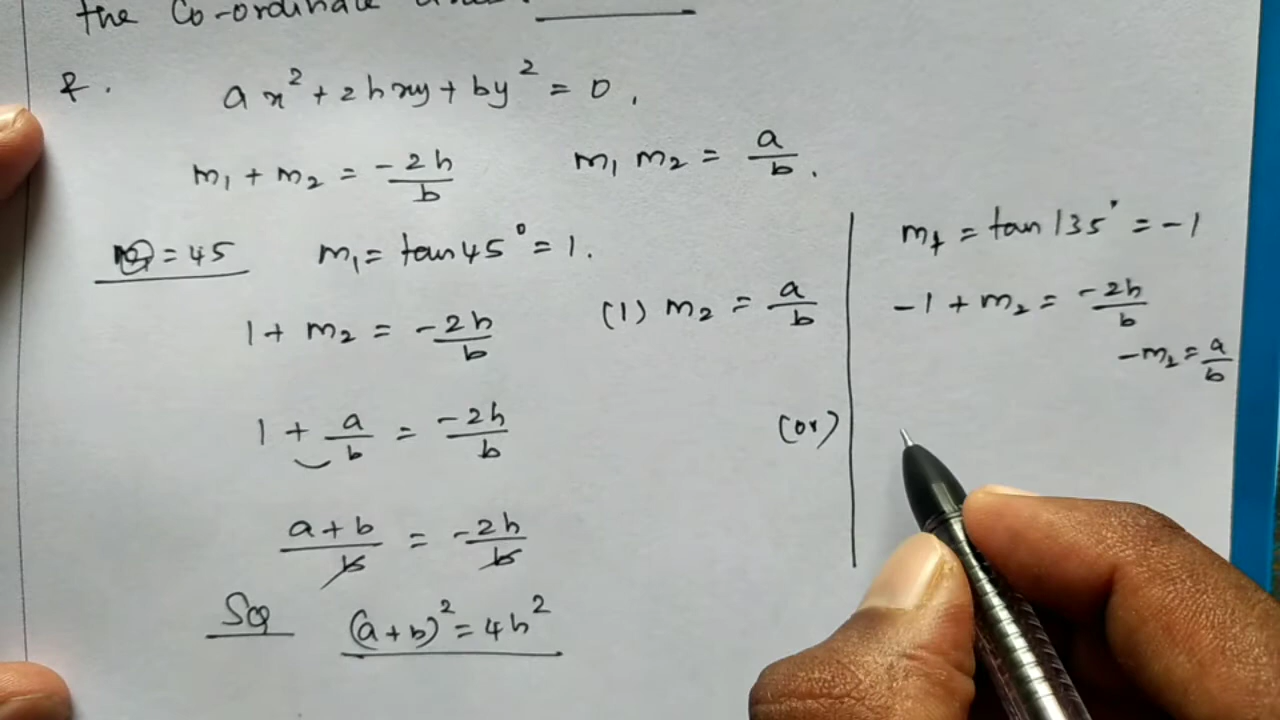 the Co-ordinate
&. ax² + 2hxy + by² = 0.
m₁ + m₂ = -2h/b m₁ m₂ = a/b.
= 45 m₁ = tan 45° = 1.
1 + m₂ = -2h/b (1) m₂ = a/b
1 + a/b = -2h/b (or)
a+b/b = -2h/b
SQ (a+b)² = 4h²
m₁ = tan 135° = -1
-1 + m₂ = -2h/b
-m₂ = a/b